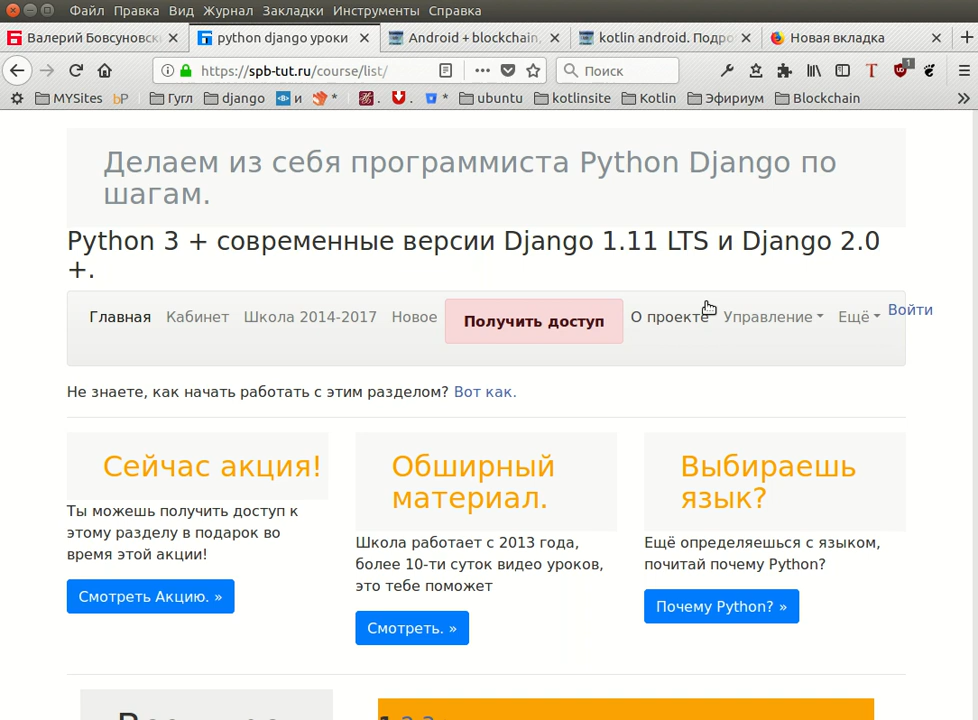 Файл Правка Вид Журнал Закладки Инструменты Справка
Валерий Бовсуновск
python django уроки
Android + blockchain,
kotlin android. Подро
Новая вкладка
https://spb-tut.ru/course/list/
Поиск
1
MYSites bP Гугл django и * . . * ubuntu kotlinsite Kotlin Эфириум Blockchain
Делаем из себя программиста Python Django по
шагам.
Python 3 + современные версии Django 1.11 LTS и Django 2.0
+.
Главная Кабинет Школа 2014-2017 Новое Получить доступ О проекте Управление Ещё Войти
Не знаете, как начать работать с этим разделом? Вот как.
Сейчас акция!
Ты можешь получить доступ к
этому разделу в подарок во
время этой акции!
Смотреть Акцию. »
Обширный
материал.
Школа работает с 2013 года,
более 10-ти суток видео уроков,
это тебе поможет
Смотреть. »
Выбираешь
язык?
Ещё определяешься с языком,
почитай почему Python?
Почему Python? »